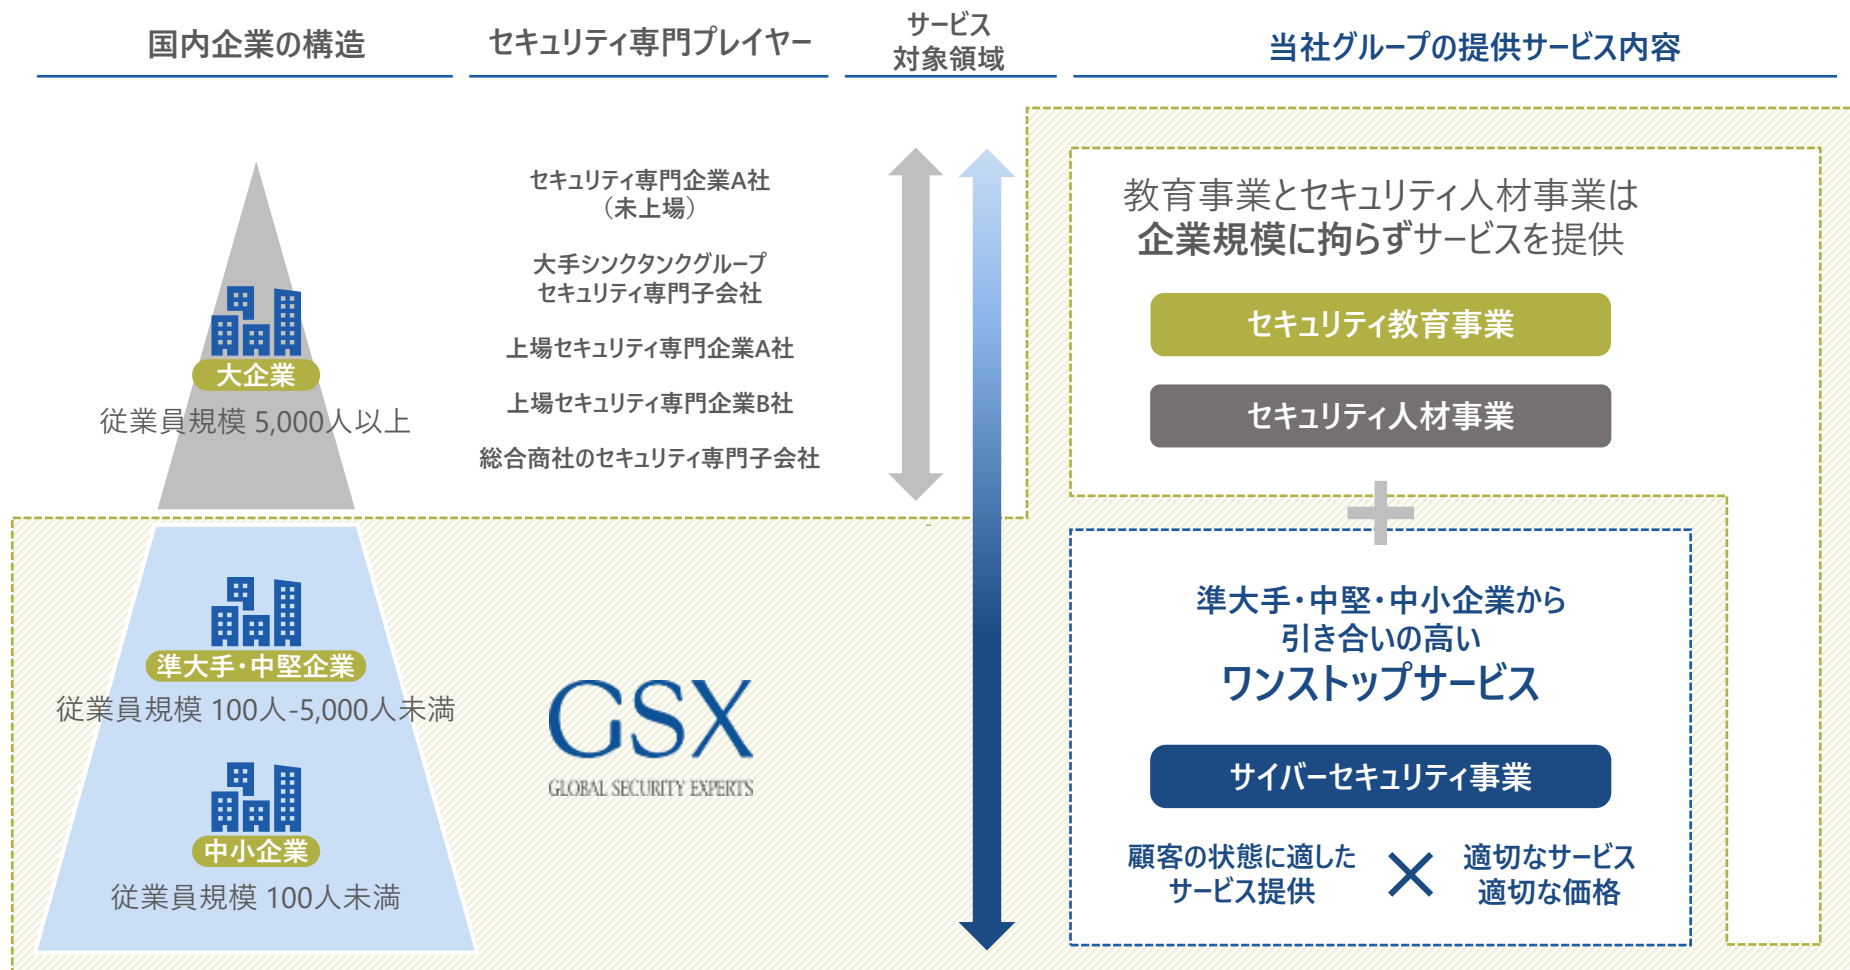 国内企業の構造
セキュリティ専門プレイヤー
サービス
対象領域
当社グループの提供サービス内容
大企業
従業員規模 5,000人以上
準大手・中堅企業
従業員規模 100人-5,000人未満
中小企業
従業員規模 100人未満
セキュリティ専門企業A社
（未上場）
大手シンクタンクグループ
セキュリティ専門子会社
上場セキュリティ専門企業A社
上場セキュリティ専門企業B社
総合商社のセキュリティ専門子会社
GSX
GLOBAL SECURITY EXPERTS
教育事業とセキュリティ人材事業は
企業規模に拘らずサービスを提供
セキュリティ教育事業
セキュリティ人材事業
+
準大手・中堅・中小企業から
引き合いの高い
ワンストップサービス
サイバーセキュリティ事業
顧客の状態に適した
サービス提供
×
適切なサービス
適切な価格